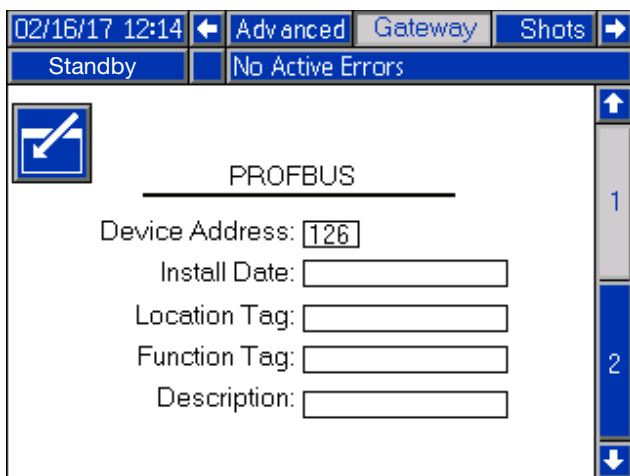 02/16/17 12:14 Advanced Gateway Shots
Standby No Active Errors
PROFBUS
1
Device Address: 126
Install Date:
Location Tag:
Function Tag:
2
Description: